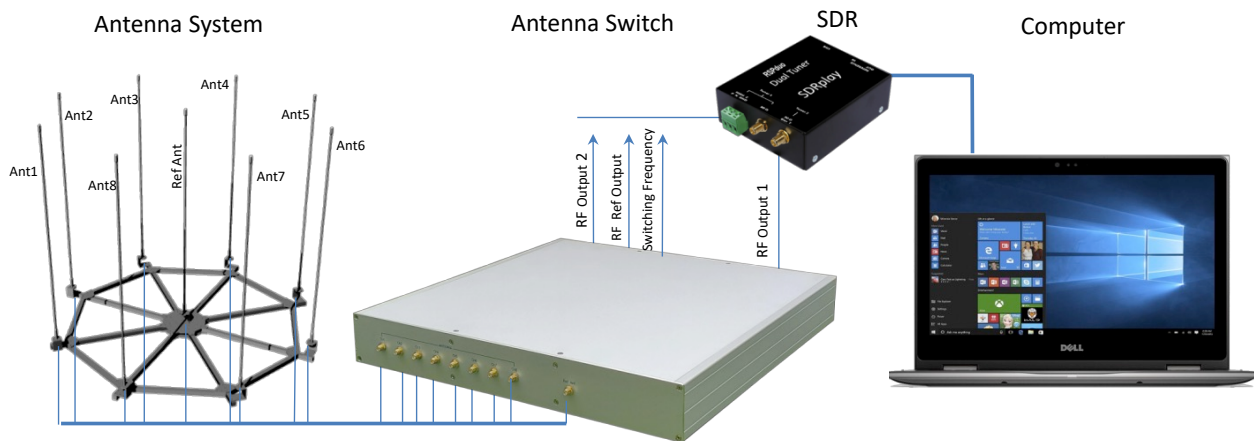 Antenna System
Antenna Switch
SDR
Computer
Ant1
Ant2
Ant3
Ant4
Ant5
Ant6
Ant7
Ant8
Ref Ant
RF Output 2
RF Ref Output
Switching Frequency
RF Output 1
RSPduo
Dual Tuner
SDRplay
DELL